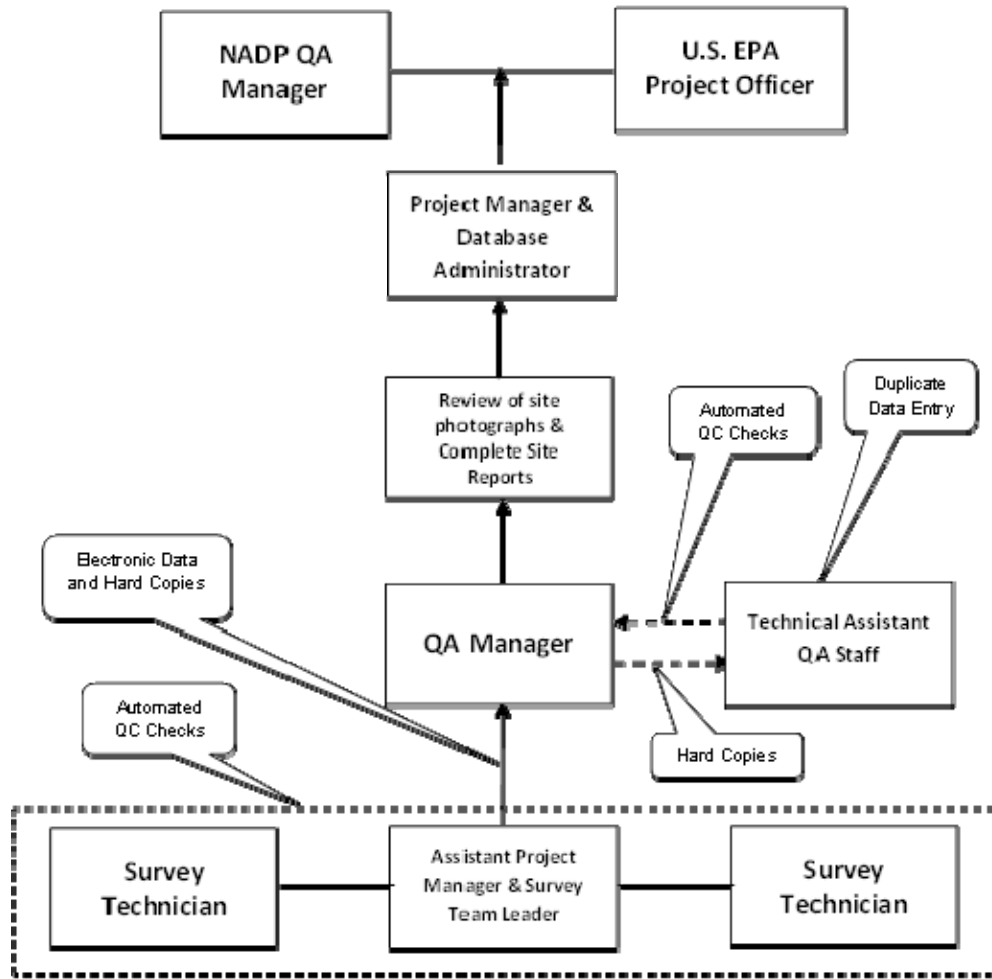 NADP QA
Manager
U.S. EPA
Project Officer
Project Manager &
Database
Administrator
Review of site
photographs &
Complete Site
Reports
Automated
QC Checks
Duplicate
Data Entry
Electronic Data
and Hard Copies
QA Manager
Technical Assistant
QA Staff
Automated
QC Checks
Hard Copies
Survey
Technician
Assistant Project
Manager & Survey
Team Leader
Survey
Technician